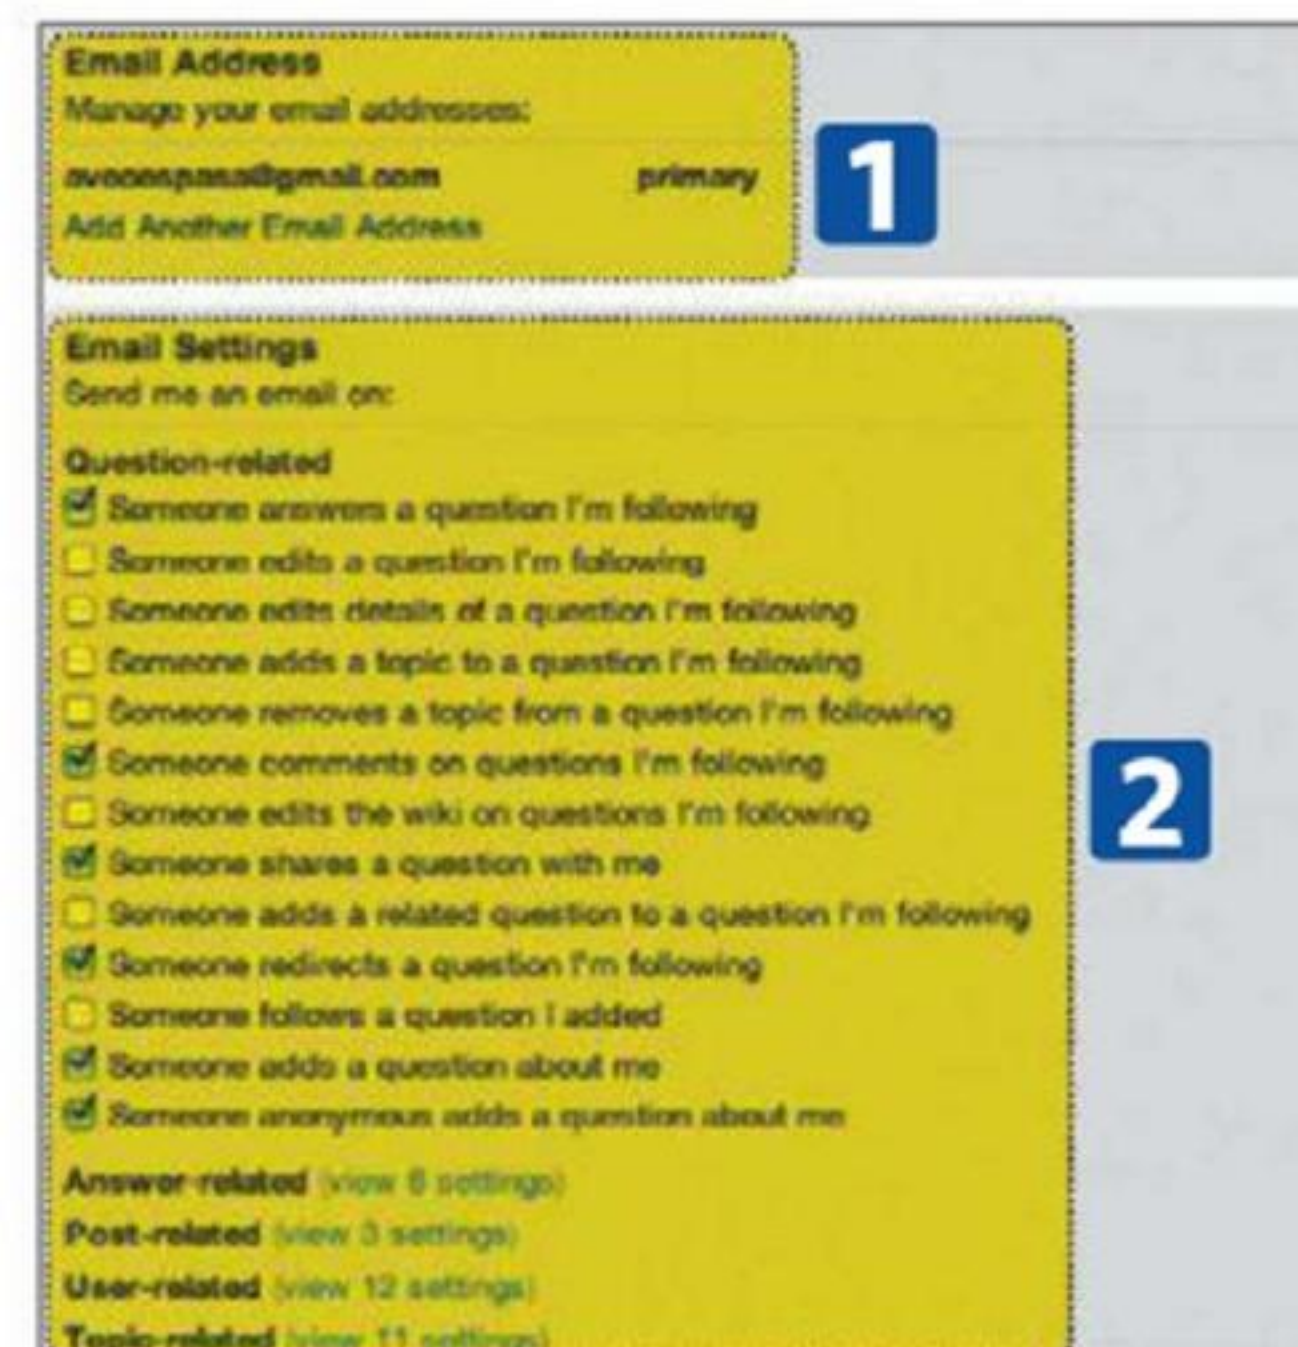 Email Address
Manage your email addresses:
primary
Add Another Email Address
1
Email Settings
Send me an email on:
Question-related
Someone answers a question I'm following
Someone edits a question I'm following
Someone edits details of a question I'm following
Someone adds a topic to a question I'm following
Someone removes a topic from a question I'm following
Someone comments on questions I'm following
Someone edits the wiki on questions I'm following
Someone shares a question with me
Someone adds a related question to a question I'm following
Someone redirects a question I'm following
Someone follows a question I added
Someone adds a question about me
Someone anonymous adds a question about me
2
Answer-related (view 6 settings)
Post-related (view 3 settings)
User-related (view 12 settings)
Topic-related (view 11 settings)